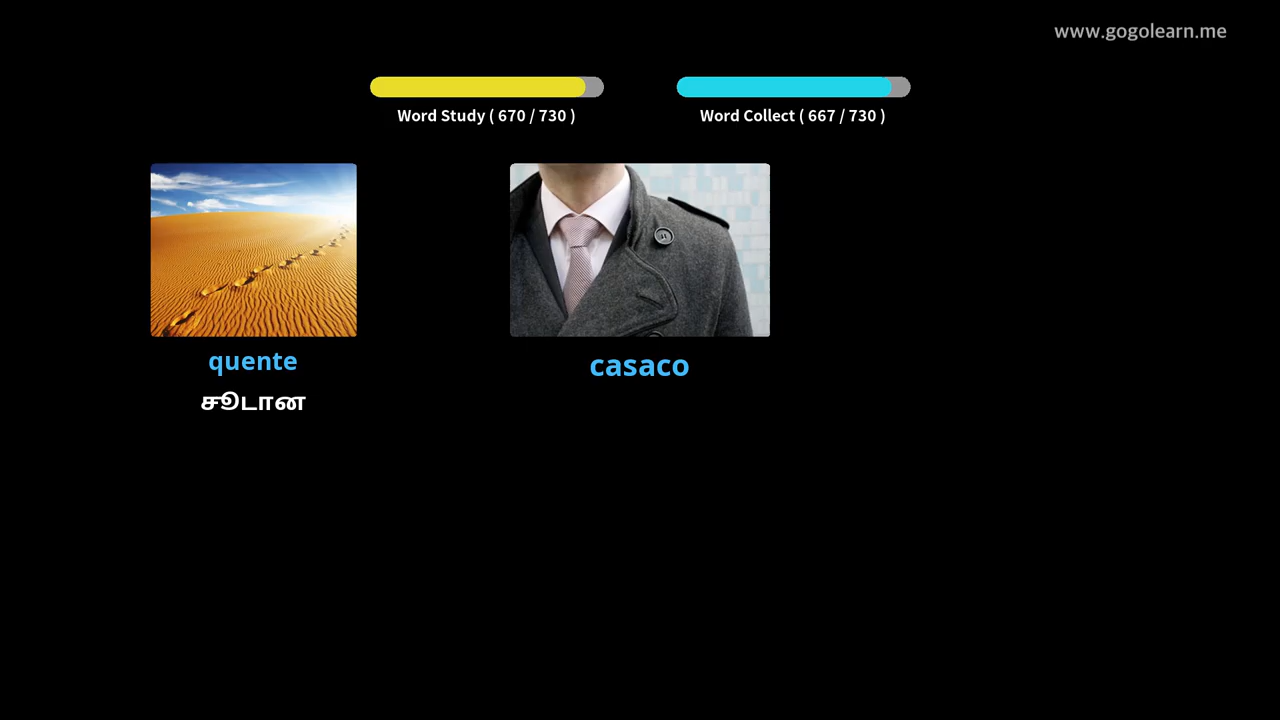 www.gogolearn.me
Word Study ( 670 / 730 )
Word Collect ( 667 / 730 )
quente
casaco
சூடான